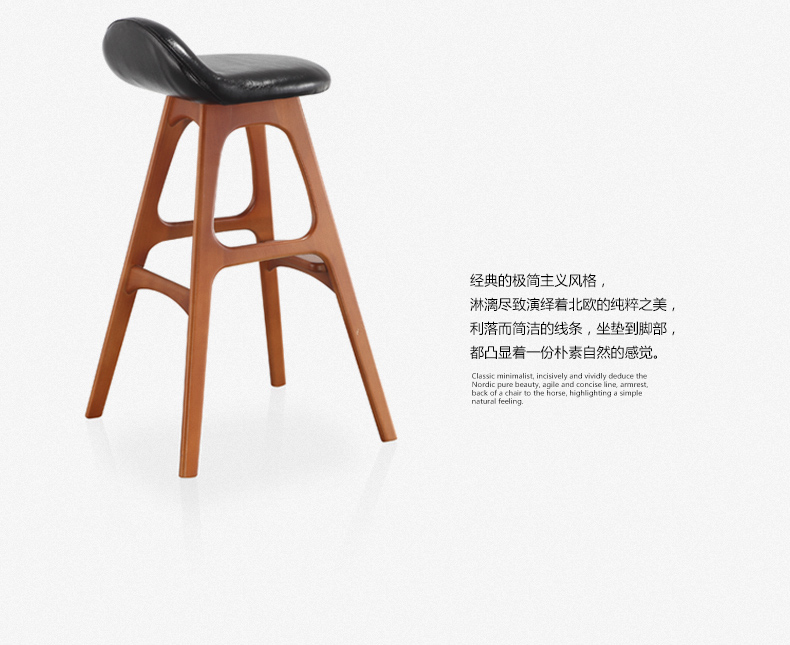 经典的极简主义风格，
淋漓尽致演绎着北欧的纯粹之美，
利落而简洁的线条，坐垫到脚部，
都凸显着一份朴素自然的感觉。
Classic minimalist, incisively and vividly deduce the
Nordic pure beauty, agile and concise line, armrest,
back of a chair to the horse, highlighting a simple
natural feeling.